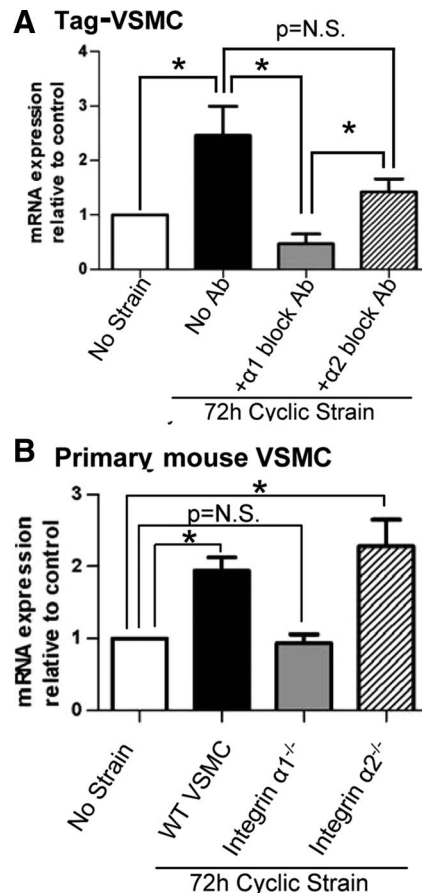 A Tag-VSMC
p=N.S.
* * *
mRNA expression
relative to control
4
3
2
1
0
No Strain
No Ab
+α1 block Ab
+α2 block Ab
72h Cyclic Strain
B Primary mouse VSMC
*
p=N.S.
*
mRNA expression
relative to control
3
2
1
0
No Strain
WT VSMC
Integrin α1⁻/⁻
Integrin α2⁻/⁻
72h Cyclic Strain